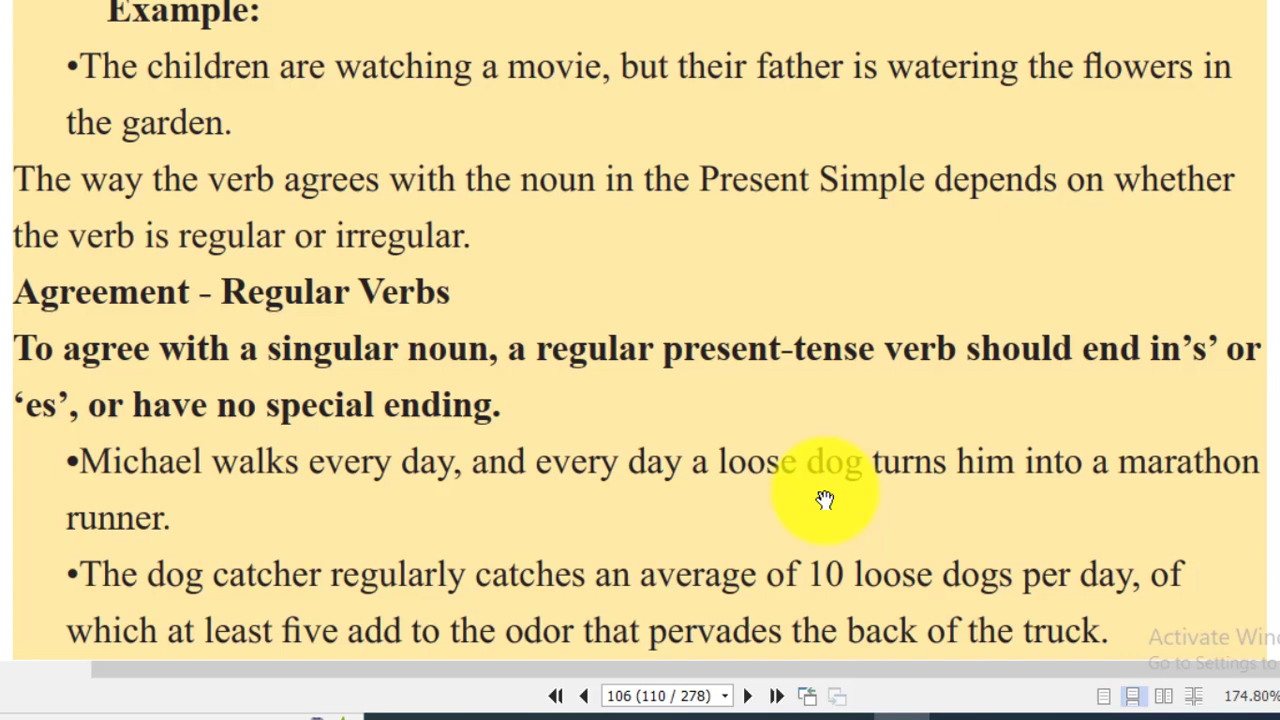 Example:
•The children are watching a movie, but their father is watering the flowers in
the garden.
The way the verb agrees with the noun in the Present Simple depends on whether
the verb is regular or irregular.
Agreement - Regular Verbs
To agree with a singular noun, a regular present-tense verb should end in’s’ or
‘es’, or have no special ending.
•Michael walks every day, and every day a loose dog turns him into a marathon
runner.
•The dog catcher regularly catches an average of 10 loose dogs per day, of
which at least five add to the odor that pervades the back of the truck.
Activate Win
Go to Settings to
106 (110 / 278)
174.80%